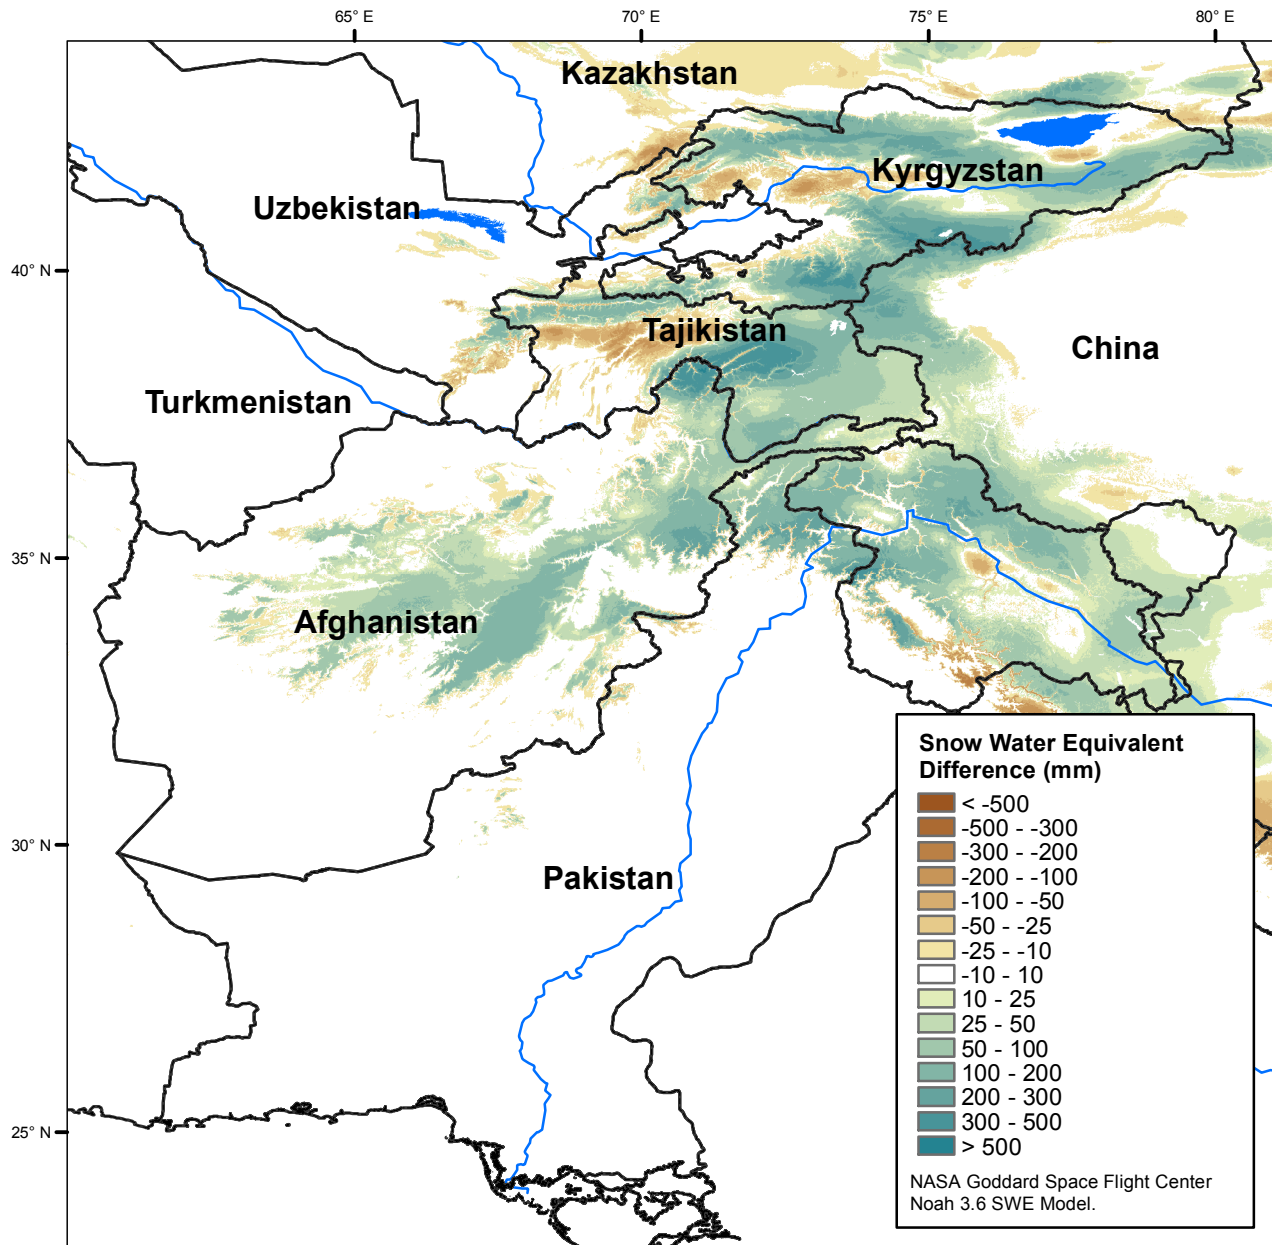 65° E
70° E
75° E
80° E
Kazakhstan
Kyrgyzstan
Uzbekistan
40° N
Tajikistan
China
Turkmenistan
35° N
Afghanistan
Snow Water Equivalent
Difference (mm)
< -500
-500 - -300
-300 - -200
-200 - -100
-100 - -50
-50 - -25
-25 - -10
-10 - 10
10 - 25
25 - 50
50 - 100
100 - 200
200 - 300
300 - 500
> 500
30° N
Pakistan
25° N
NASA Goddard Space Flight Center
Noah 3.6 SWE Model.